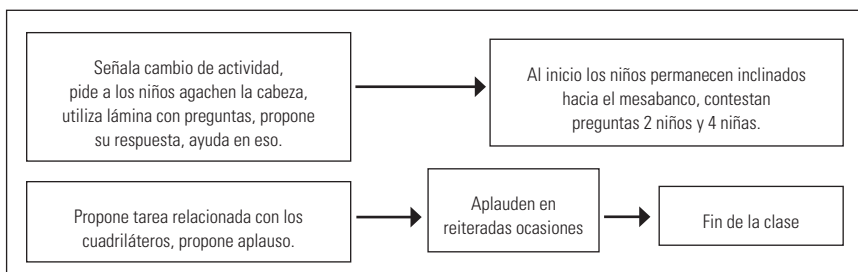 Señala cambio de actividad,
pide a los niños agachen la cabeza,
utiliza lámina con preguntas, propone
su respuesta, ayuda en eso.
Al inicio los niños permanecen inclinados
hacia el mesabanco, contestan
preguntas 2 niños y 4 niñas.
Propone tarea relacionada con los
cuadriláteros, propone aplauso.
Aplauden en
reiteradas ocasiones
Fin de la clase